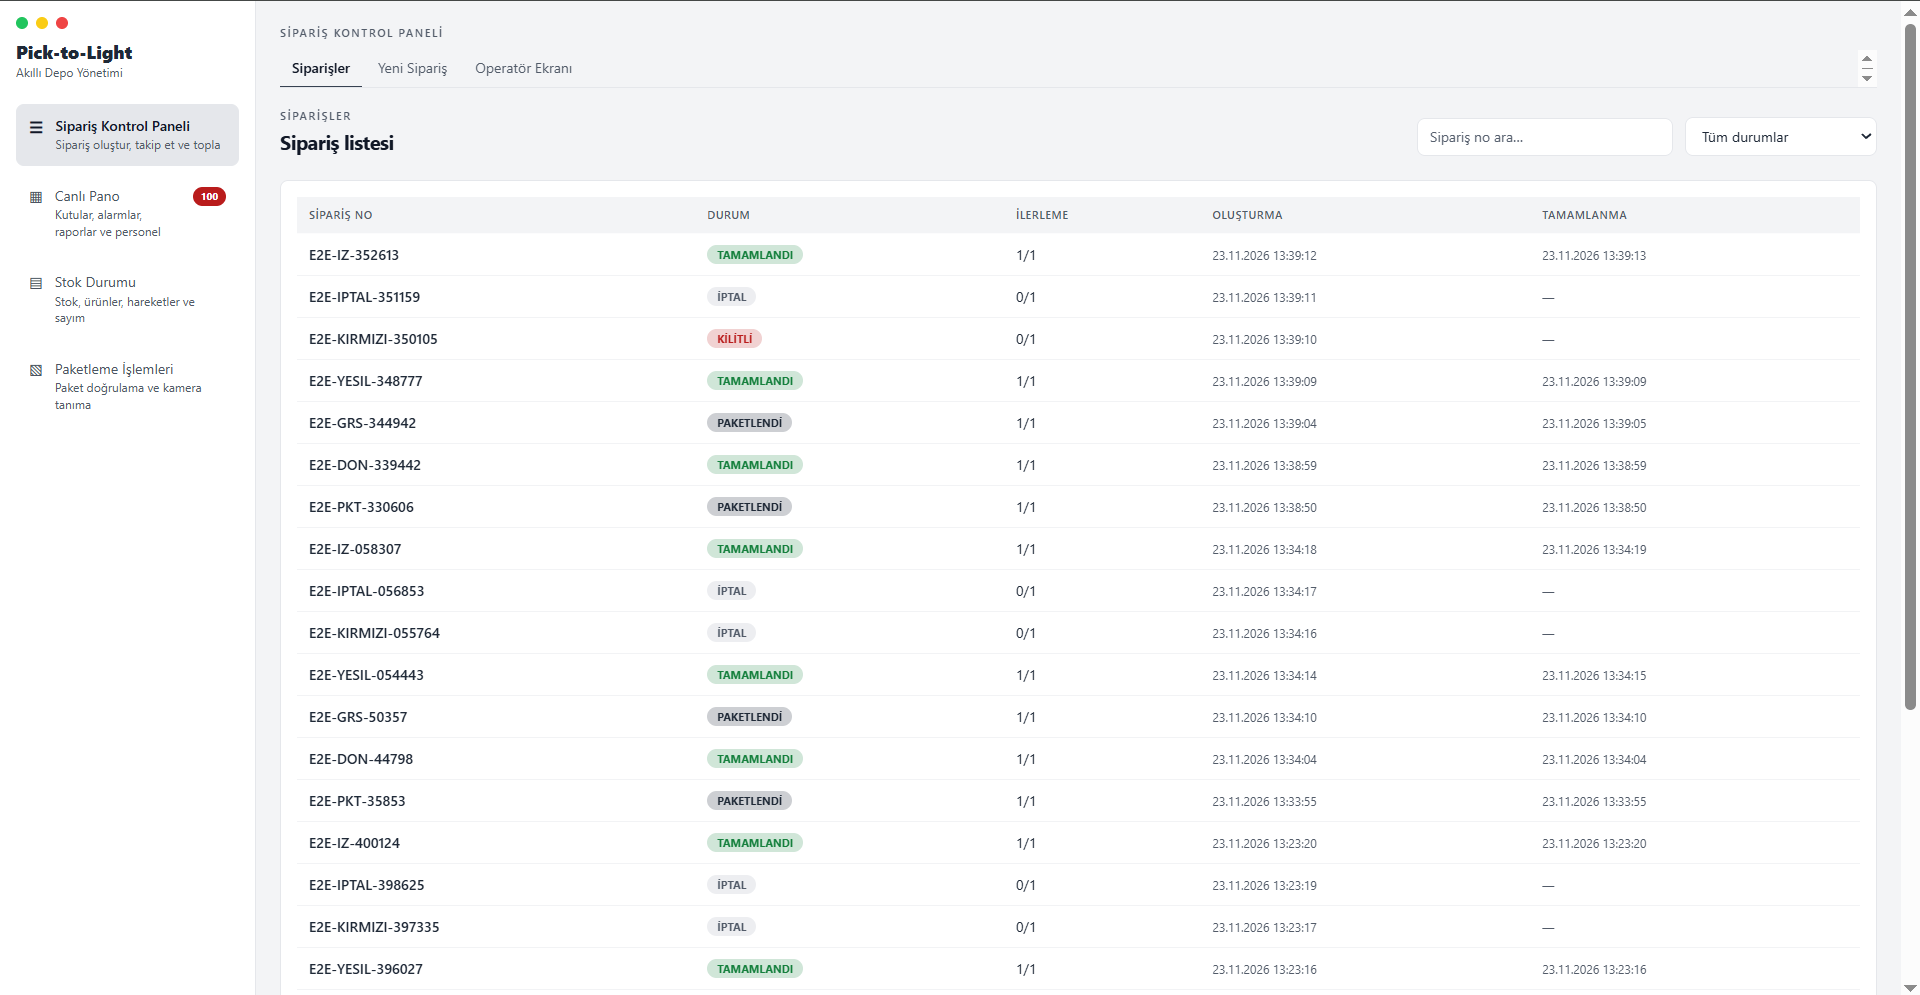 Pick-to-Light
Akıllı Depo Yönetimi
Sipariş Kontrol Paneli
Sipariş oluştur, takip et ve topla
Canlı Pano
100
Kutular, alarmlar,
raporlar ve personel
Stok Durumu
Stok, ürünler, hareketler ve
sayım
Paketleme İşlemleri
Paket doğrulama ve kamera
tanıma
SİPARİŞ KONTROL PANELİ
Siparişler Yeni Sipariş Operatör Ekranı
SİPARİŞLER
Sipariş listesi
Sipariş no ara...
Tüm durumlar
SİPARİŞ NO DURUM İLERLEME OLUŞTURMA TAMAMLANMA
E2E-IZ-352613 TAMAMLANDI 1/1 23.11.2026 13:39:12 23.11.2026 13:39:13
E2E-IPTAL-351159 İPTAL 0/1 23.11.2026 13:39:11 —
E2E-KIRMIZI-350105 KİLİTLİ 0/1 23.11.2026 13:39:10 —
E2E-YESIL-348777 TAMAMLANDI 1/1 23.11.2026 13:39:09 23.11.2026 13:39:09
E2E-GRS-344942 PAKETLENDİ 1/1 23.11.2026 13:39:04 23.11.2026 13:39:05
E2E-DON-339442 TAMAMLANDI 1/1 23.11.2026 13:38:59 23.11.2026 13:38:59
E2E-PKT-330606 PAKETLENDİ 1/1 23.11.2026 13:38:50 23.11.2026 13:38:50
E2E-IZ-058307 TAMAMLANDI 1/1 23.11.2026 13:34:18 23.11.2026 13:34:19
E2E-IPTAL-056853 İPTAL 0/1 23.11.2026 13:34:17 —
E2E-KIRMIZI-055764 İPTAL 0/1 23.11.2026 13:34:16 —
E2E-YESIL-054443 TAMAMLANDI 1/1 23.11.2026 13:34:14 23.11.2026 13:34:15
E2E-GRS-50357 PAKETLENDİ 1/1 23.11.2026 13:34:10 23.11.2026 13:34:10
E2E-DON-44798 TAMAMLANDI 1/1 23.11.2026 13:34:04 23.11.2026 13:34:04
E2E-PKT-35853 PAKETLENDİ 1/1 23.11.2026 13:33:55 23.11.2026 13:33:55
E2E-IZ-400124 TAMAMLANDI 1/1 23.11.2026 13:23:20 23.11.2026 13:23:20
E2E-IPTAL-398625 İPTAL 0/1 23.11.2026 13:23:19 —
E2E-KIRMIZI-397335 İPTAL 0/1 23.11.2026 13:23:17 —
E2E-YESIL-396027 TAMAMLANDI 1/1 23.11.2026 13:23:16 23.11.2026 13:23:16